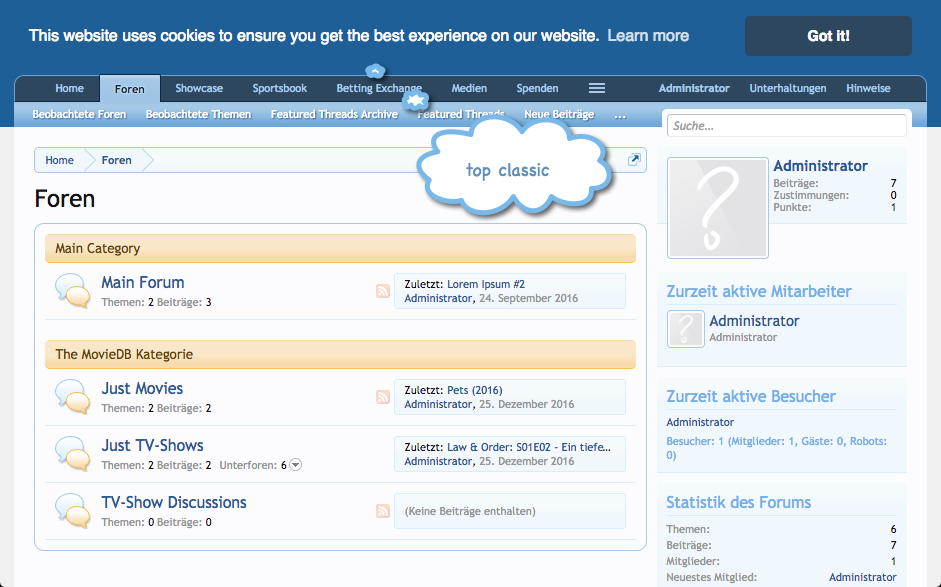 This website uses cookies to ensure you get the best experience on our website. Learn more
Got it!
Home Foren Showcase Sportsbook Betting Exchange Medien Spenden Administrator Unterhaltungen Hinweise
Beobachtete Foren Beobachtete Themen Featured Threads Archive Featured Threads Neue Beiträge ...
Suche...
Home Foren
top classic
Foren
Main Category
Main Forum
Themen: 2 Beiträge: 3
Zuletzt: Lorem Ipsum #2
Administrator, 24. September 2016
The MovieDB Kategorie
Just Movies
Themen: 2 Beiträge: 2
Zuletzt: Pets (2016)
Administrator, 25. Dezember 2016
Just TV-Shows
Themen: 2 Beiträge: 2 Unterforen: 6
Zuletzt: Law & Order: S01E02 - Ein tiefe...
Administrator, 25. Dezember 2016
TV-Show Discussions
Themen: 0 Beiträge: 0
(Keine Beiträge enthalten)
Administrator
Beiträge: 7
Zustimmungen: 0
Punkte: 1
Zurzeit aktive Mitarbeiter
Administrator
Administrator
Zurzeit aktive Besucher
Administrator
Besucher: 1 (Mitglieder: 1, Gäste: 0, Robots:
0)
Statistik des Forums
Themen: 6
Beiträge: 7
Mitglieder: 1
Neuestes Mitglied: Administrator